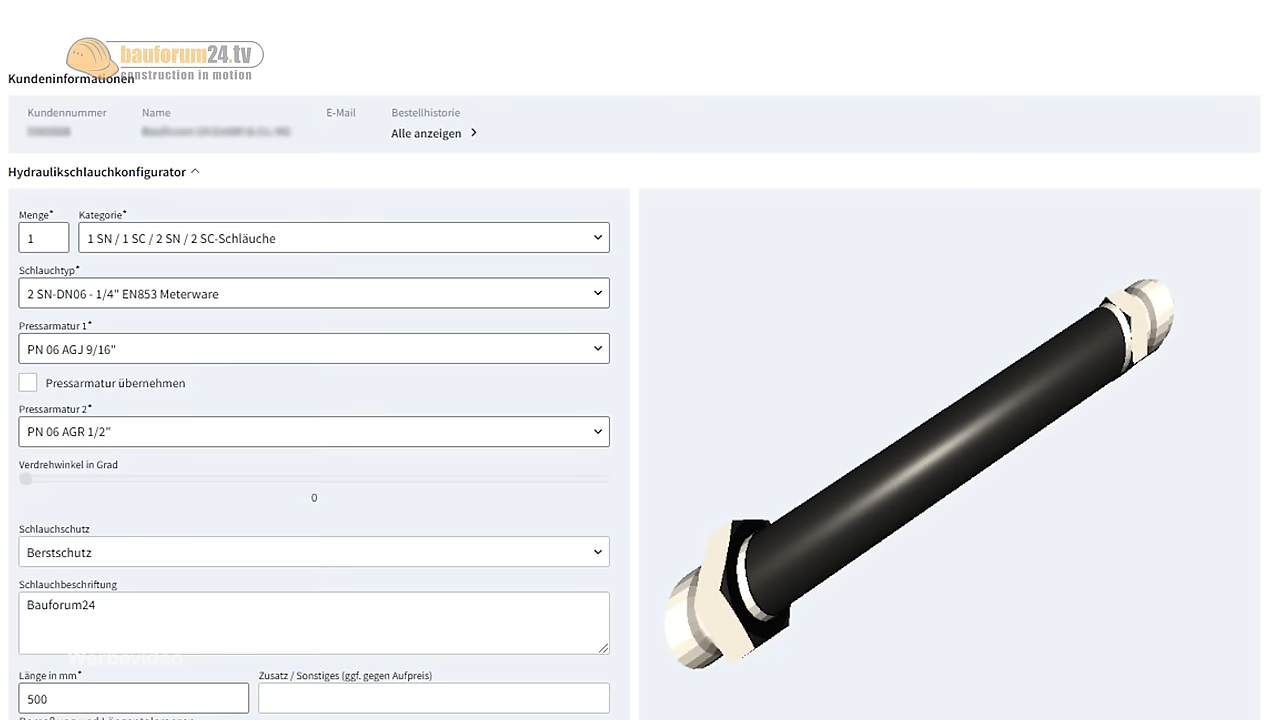 bauforum24.tv
construction in motion
Kundeninformationen
Kundennummer Name E-Mail Bestellhistorie
Alle anzeigen
Hydraulikschlauchkonfigurator
Menge* Kategorie*
1 1 SN / 1 SC / 2 SN / 2 SC-Schläuche
Schlauchtyp*
2 SN-DN06 - 1/4" EN853 Meterware
Pressarmatur 1*
PN 06 AGJ 9/16"
Pressarmatur übernehmen
Pressarmatur 2*
PN 06 AGR 1/2"
Verdrehwinkel in Grad
0
Schlauchschutz
Berstschutz
Schlauchbeschriftung
Bauforum24
Werbevideo
Länge in mm* Zusatz / Sonstiges (ggf. gegen Aufpreis)
500